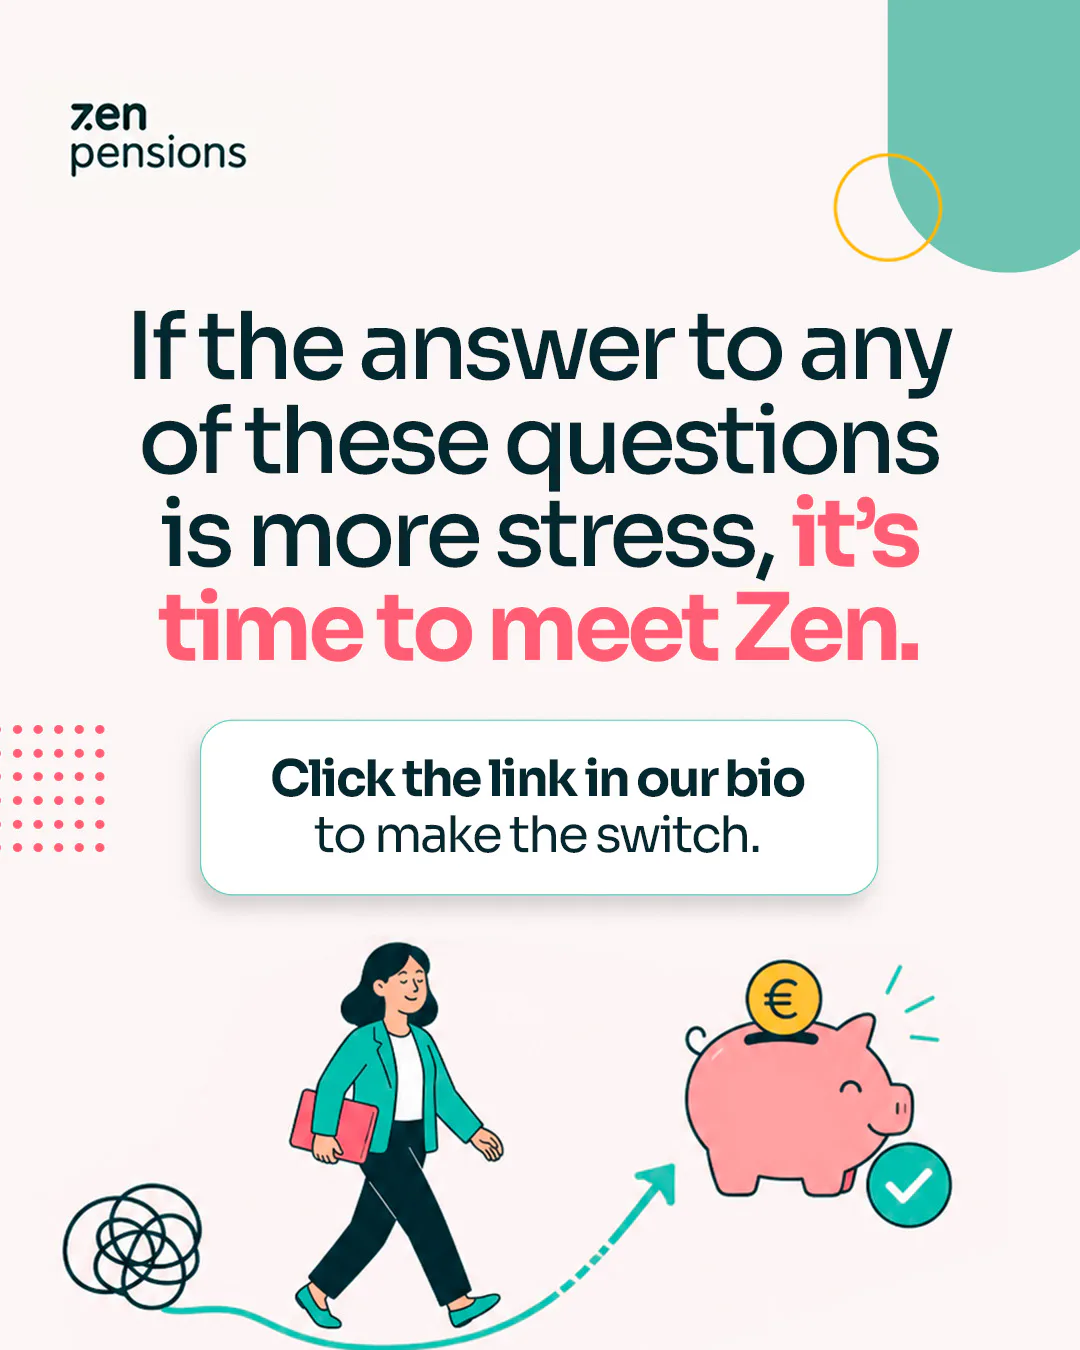 zen
pensions
If the answer to any
of these questions
is more stress, it’s
time to meet Zen.
Click the link in our bio
to make the switch.
€